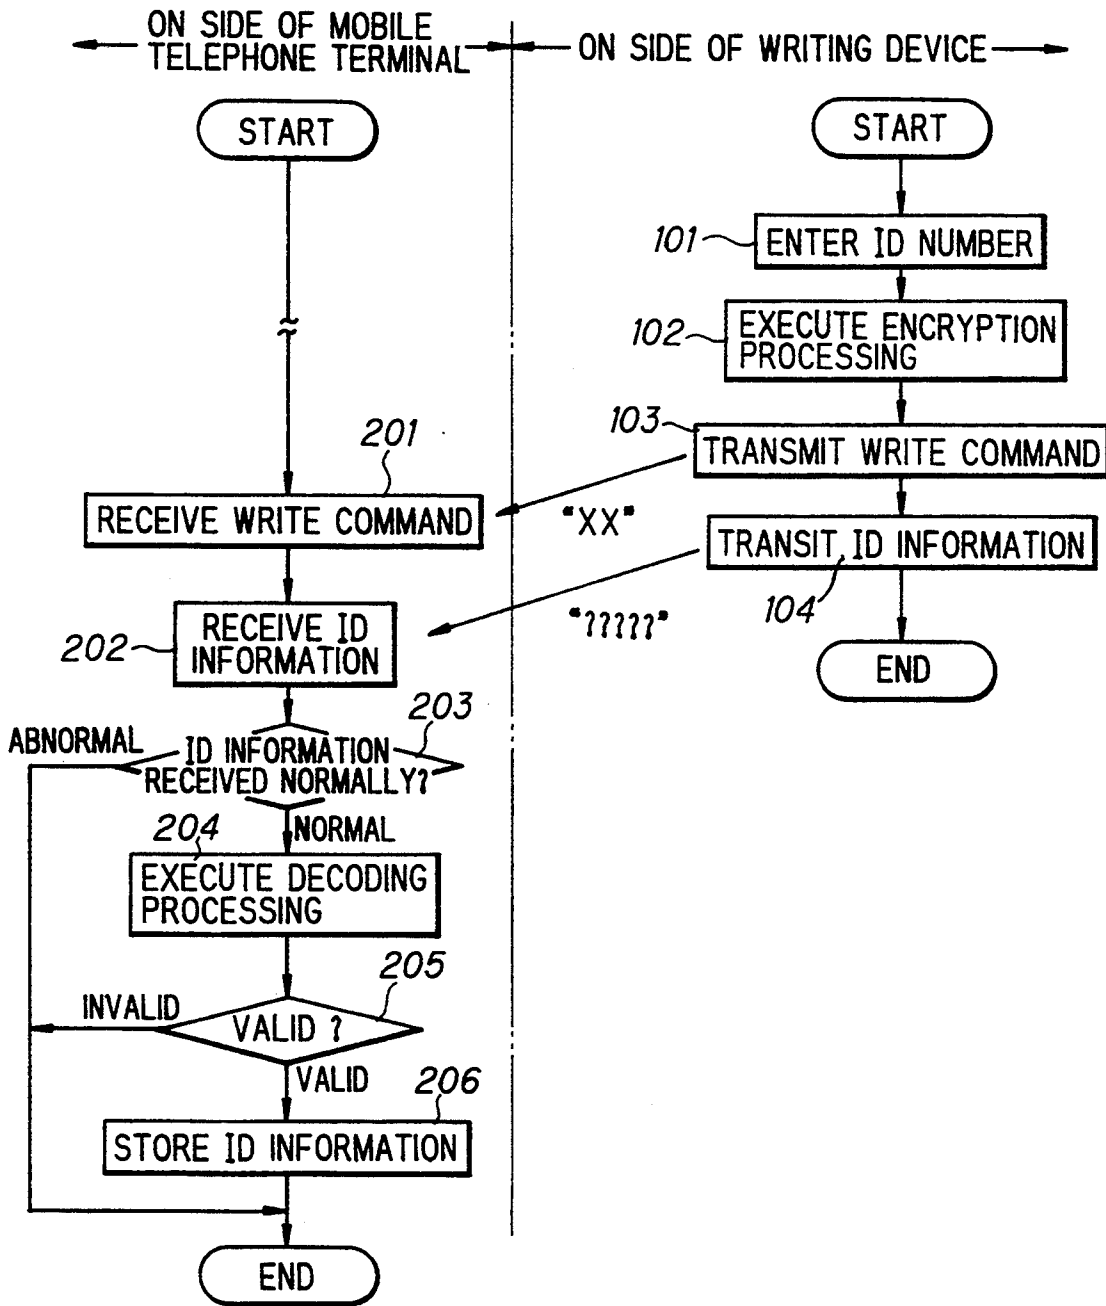 ON SIDE OF MOBILE
TELEPHONE TERMINAL
ON SIDE OF WRITING DEVICE
START
START
101
ENTER ID NUMBER
102
EXECUTE ENCRYPTION
PROCESSING
103
TRANSMIT WRITE COMMAND
201
RECEIVE WRITE COMMAND
"XX"
TRANSIT ID INFORMATION
104
202
RECEIVE ID
INFORMATION
"?????"
END
203
ABNORMAL
ID INFORMATION
RECEIVED NORMALLY?
NORMAL
204
EXECUTE DECODING
PROCESSING
205
INVALID
VALID ?
VALID
206
STORE ID INFORMATION
END